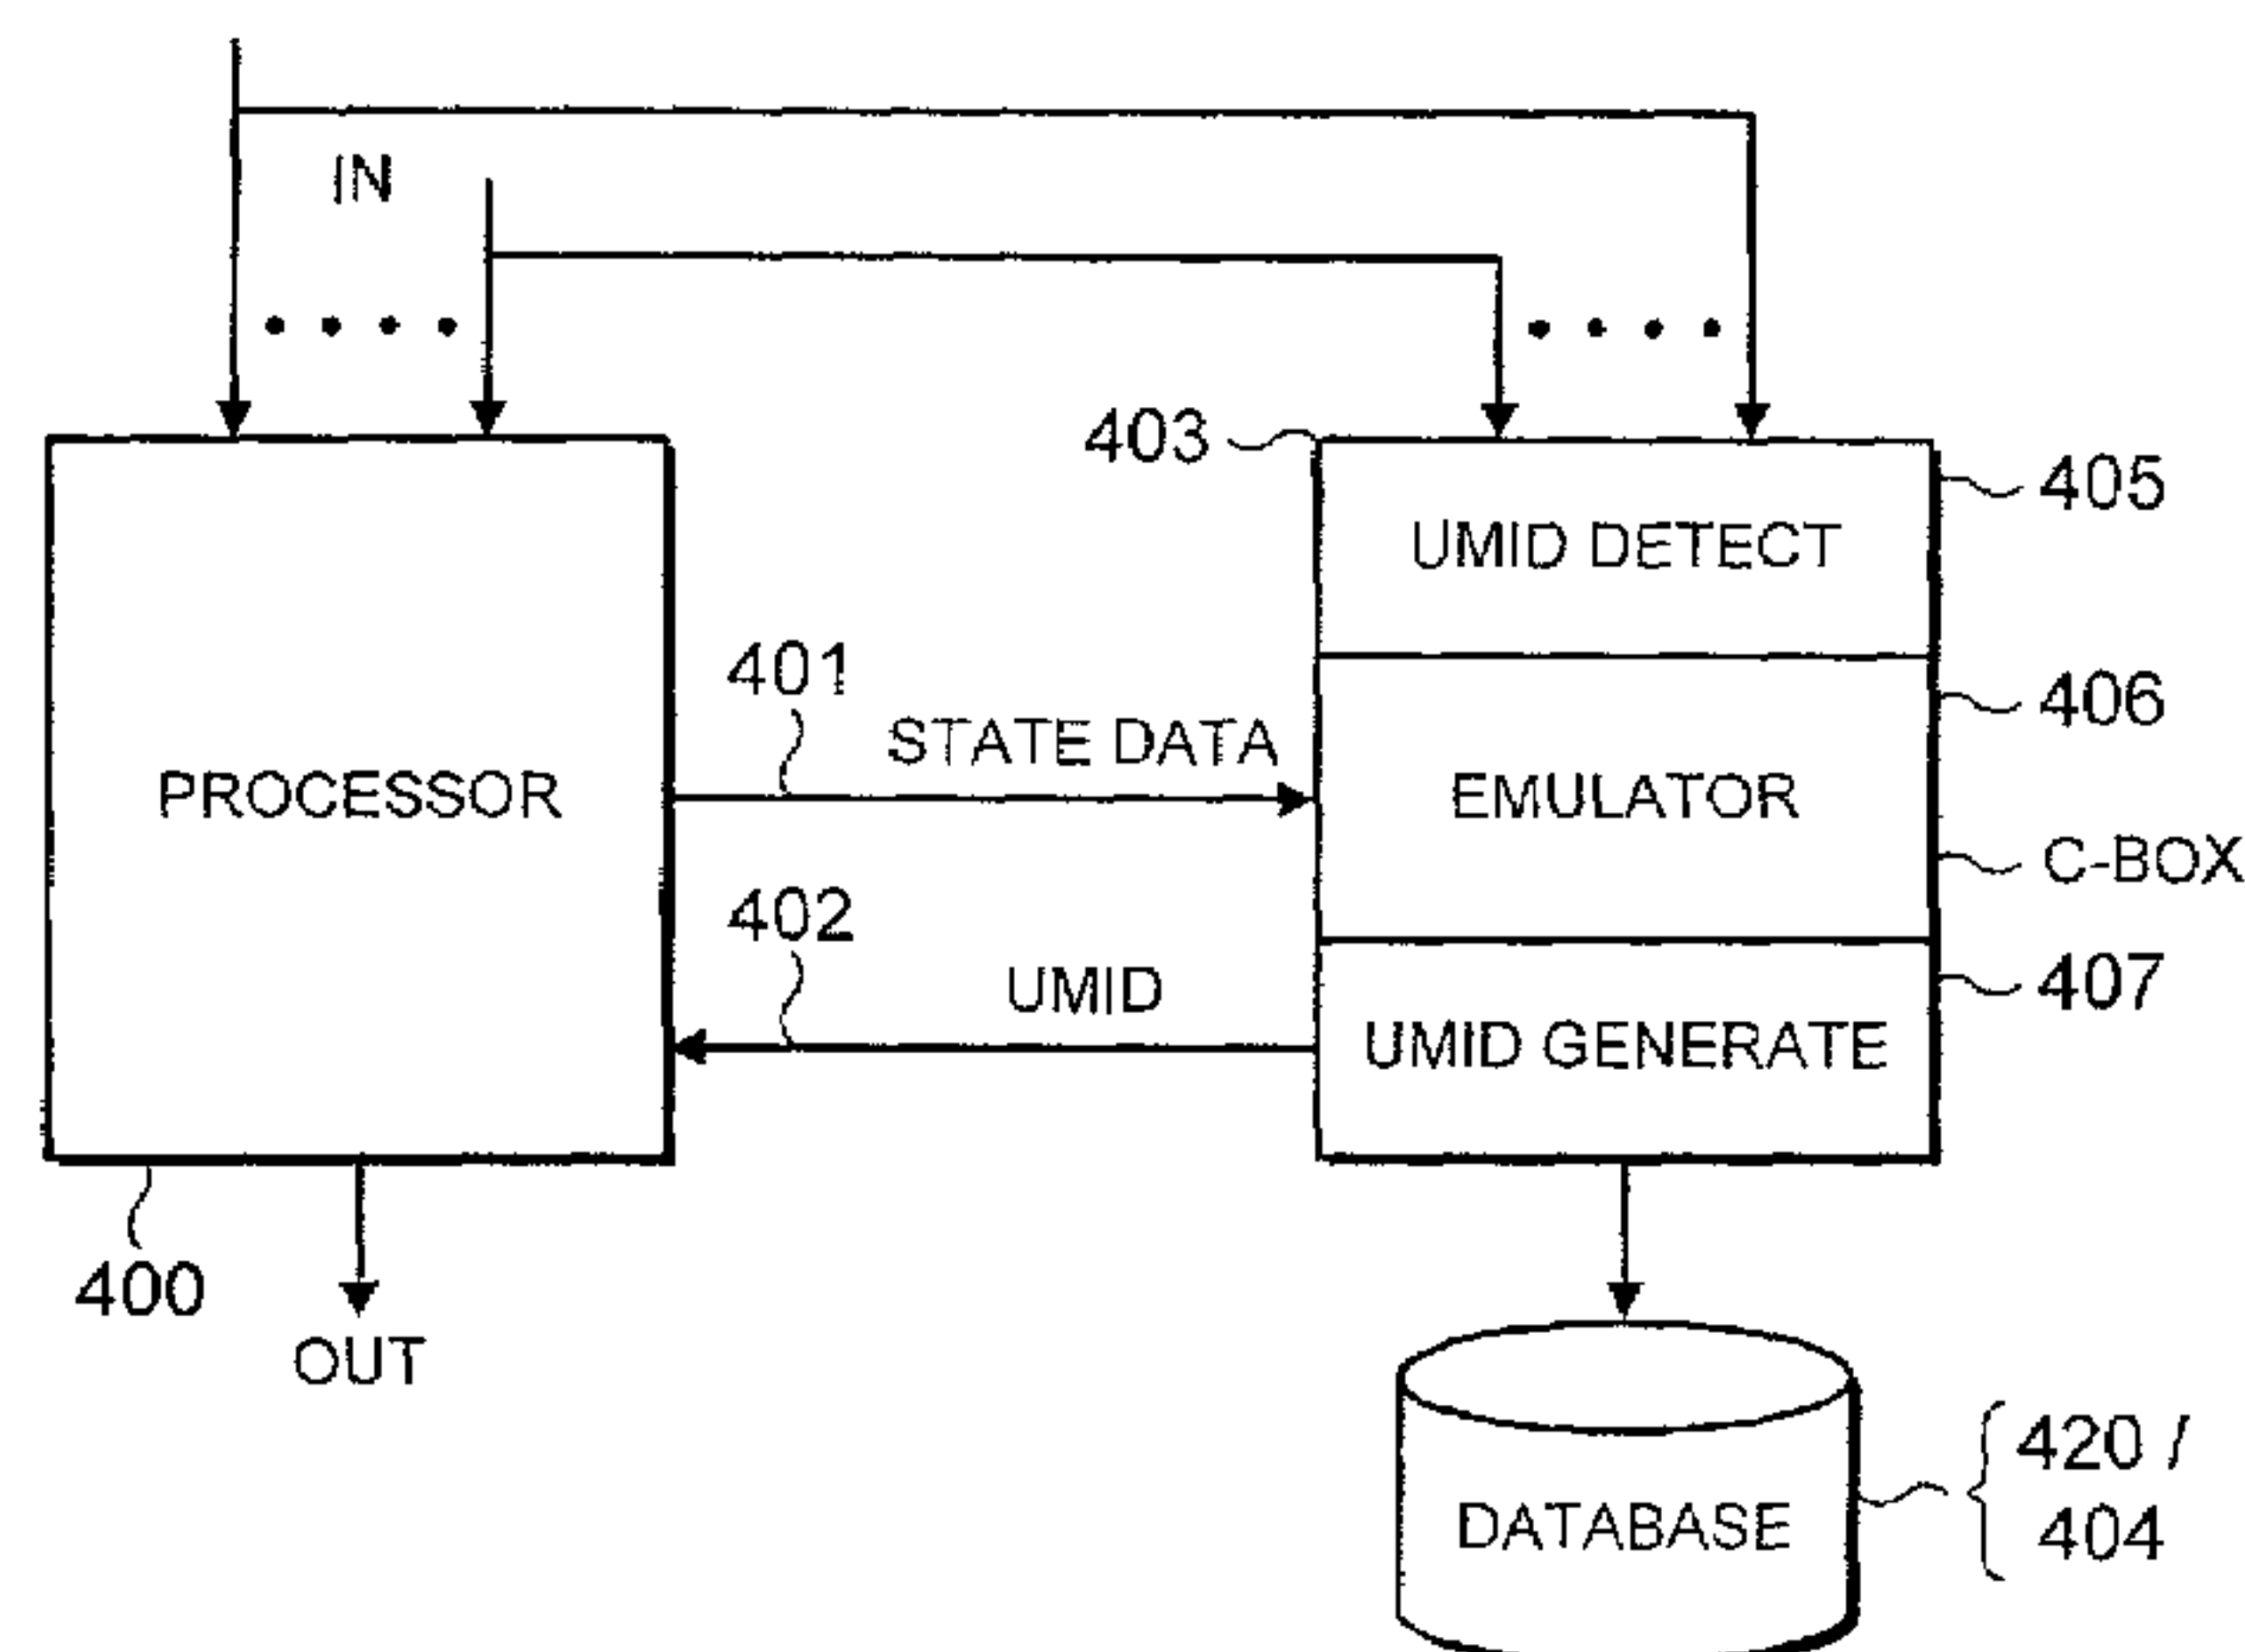 IN
403
405
UMID DETECT
401
406
STATE DATA
PROCESSOR
EMULATOR
C-BOX
402
UMID
407
UMID GENERATE
400
OUT
420 /
DATABASE
404